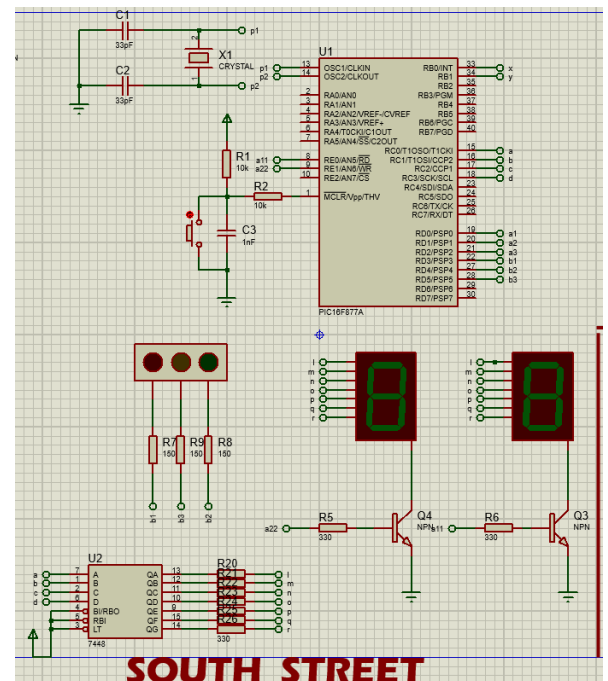 C1
33pF
p1
X1
CRYSTAL
2
1
C2
33pF
p2
U1
p1 13 OSC1/CLKIN RB0/INT 33 x
p2 14 OSC2/CLKOUT RB1 34 y
RB2 35
2 RA0/AN0 RB3/PGM 36
3 RA1/AN1 RB4 37
4 RA2/AN2/VREF-/CVREF RB5 38
5 RA3/AN3/VREF+ RB6/PGC 39
6 RA4/T0CKI/C1OUT RB7/PGD 40
7 RA5/AN4/SS/C2OUT
RC0/T1OSO/T1CKI 15 a
a11 8 RE0/AN5/RD RC1/T1OSI/CCP2 16 b
a22 9 RE1/AN6/WR RC2/CCP1 17 c
10 RE2/AN7/CS RC3/SCK/SCL 18 d
RC4/SDI/SDA 23
1 MCLR/Vpp/THV RC5/SDO 24
RC6/TX/CK 25
RC7/RX/DT 26
RD0/PSP0 19 a1
RD1/PSP1 20 a2
RD2/PSP2 21 a3
RD3/PSP3 22 b1
RD4/PSP4 27 b2
RD5/PSP5 28 b3
RD6/PSP6 29
RD7/PSP7 30
PIC16F877A
R1
10k
R2
10k
C3
1nF
l
m
n
o
p
q
r
l
m
n
o
p
q
r
R7
150
R9
150
R8
150
b1
b3
b2
a22
R5
330
Q4
NPN
a11
R6
330
Q3
NPN
U2
a 7 A QA 13 l
b 1 B QB 12 m
c 2 C QC 11 n
d 6 D QD 10 o
4 BI/RBO QE 9 p
5 RBI QF 15 q
3 LT QG 14 r
7448
R20
R21
R22
R23
R24
R25
R26
330
SOUTH STREET